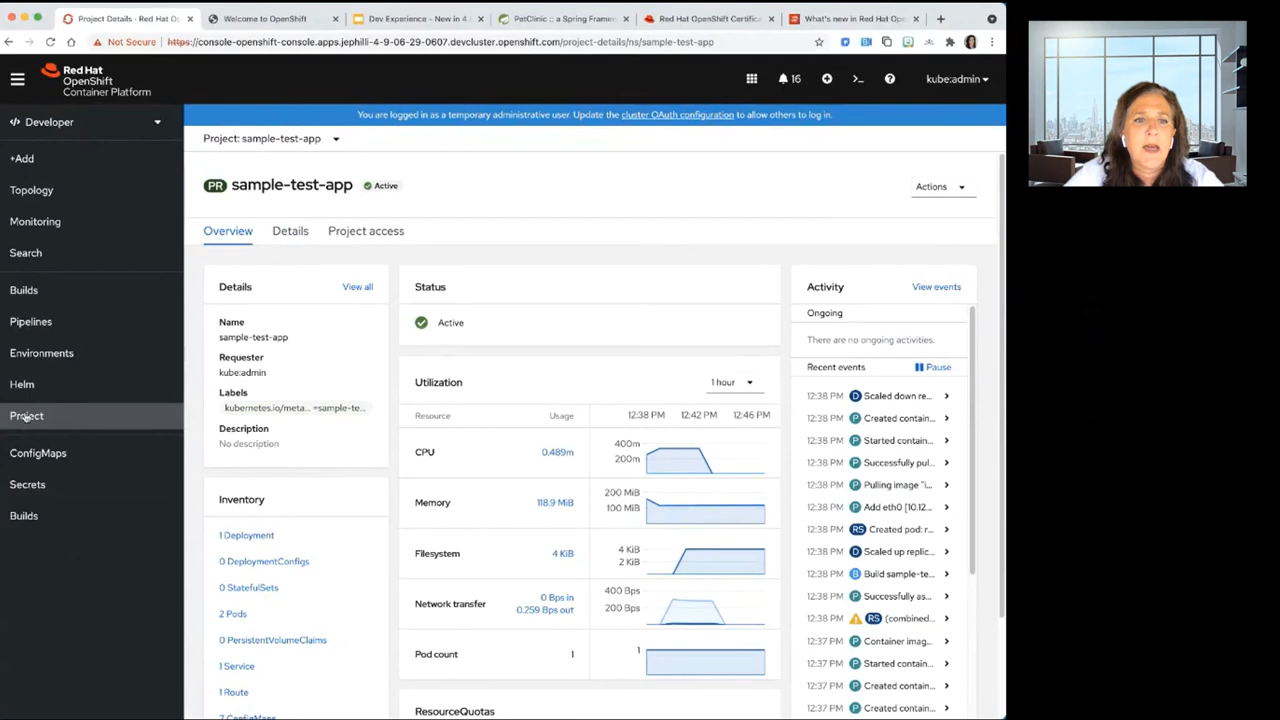 Project Details · Red Hat O
Welcome to OpenShift
Dev Experience - New in 4.
PetClinic :: a Spring Framew
Red Hat OpenShift Certifica
What's new in Red Hat Ope
Not Secure
https://console-openshift-console.apps.jephilli-4-9-06-29-0607.devcluster.openshift.com/project-details/ns/sample-test-app
Red Hat
OpenShift
Container Platform
16
kube:admin
Developer
You are logged in as a temporary administrative user. Update the cluster OAuth configuration to allow others to log in.
+Add
Topology
Monitoring
Search
Builds
Pipelines
Environments
Helm
Project
ConfigMaps
Secrets
Builds
Project: sample-test-app
PR sample-test-app
Active
Actions
Overview
Details
Project access
Details
View all
Name
sample-test-app
Requester
kube:admin
Labels
kubernetes.io/meta... =sample-te...
Description
No description
Inventory
1 Deployment
0 DeploymentConfigs
0 StatefulSets
2 Pods
0 PersistentVolumeClaims
1 Service
1 Route
7 ConfigMaps
Status
Active
Utilization
1 hour
Resource
Usage
12:38 PM
12:42 PM
12:46 PM
CPU
0.489m
400m
200m
Memory
118.9 MiB
200 MiB
100 MiB
Filesystem
4 KiB
4 KiB
2 KiB
Network transfer
0 Bps in
0.259 Bps out
400 Bps
200 Bps
Pod count
1
1
ResourceQuotas
Activity
View events
Ongoing
There are no ongoing activities.
Recent events
Pause
12:38 PM D Scaled down re...
12:38 PM P Created contain...
12:38 PM P Started contain...
12:38 PM P Successfully pul...
12:38 PM P Pulling image "i...
12:38 PM P Add eth0 [10.12...
12:38 PM RS Created pod: r...
12:38 PM D Scaled up replic...
12:38 PM B Build sample-te...
12:38 PM P Successfully as...
12:38 PM RS (combined...
12:37 PM P Container imag...
12:37 PM P Started contain...
12:37 PM P Created contain...
12:37 PM P Created contain...